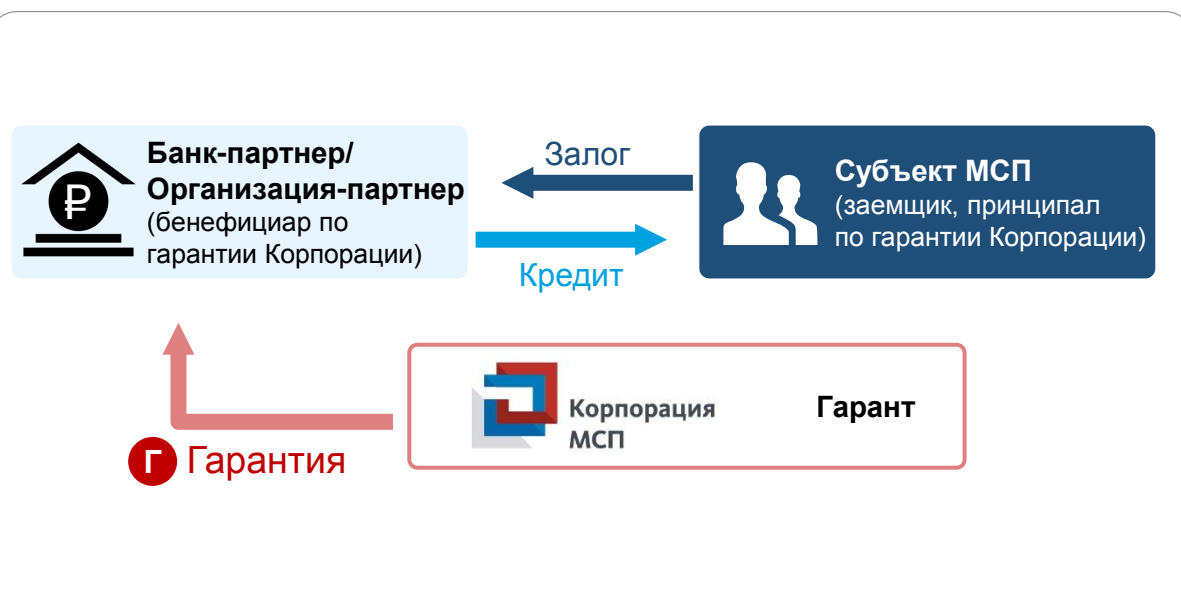 Банк-партнер/
Организация-партнер
(бенефициар по
гарантии Корпорации)
₽
Залог
Кредит
Субъект МСП
(заемщик, принципал
по гарантии Корпорации)
Корпорация
МСП
Гарант
Г Гарантия